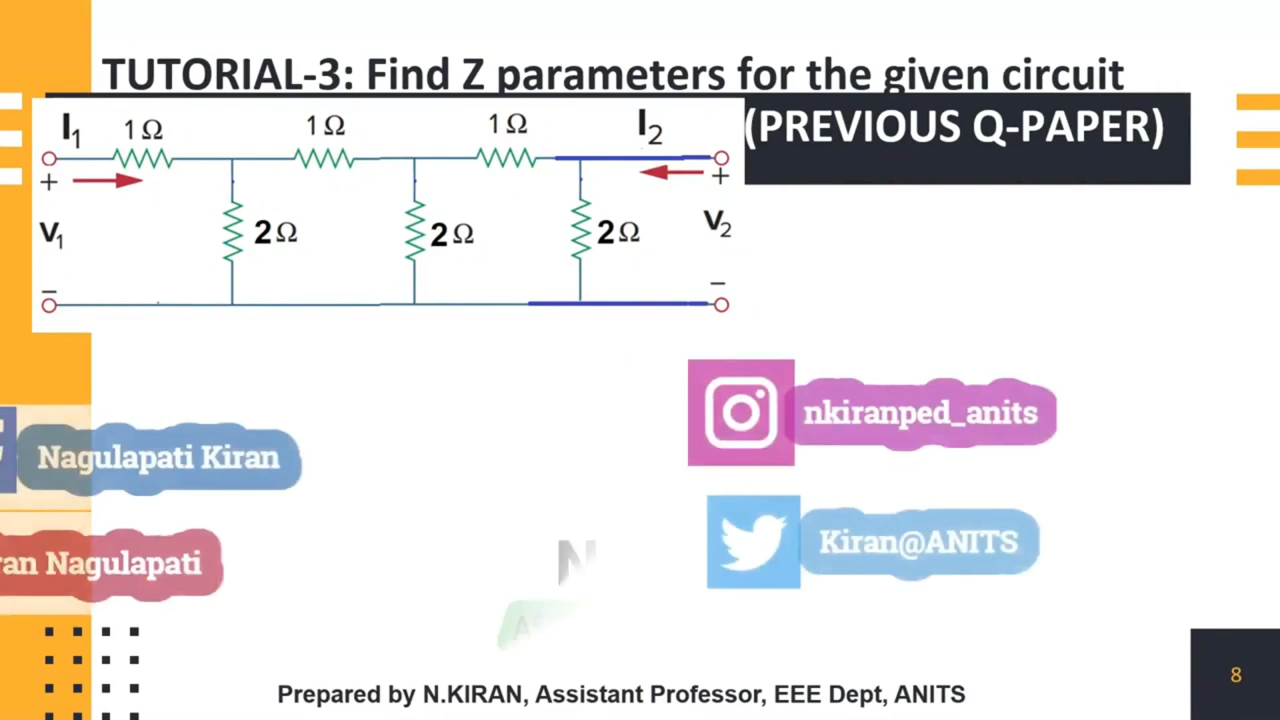 TUTORIAL-3: Find Z parameters for the given circuit
(PREVIOUS Q-PAPER)
I₁ 1 Ω 1 Ω 1 Ω I₂
+ +
V₁ 2 Ω 2 Ω 2 Ω V₂
− −
nkiranped_anits
Nagulapati Kiran
Kiran@ANITS
Nagulapati
N
Prepared by N.KIRAN, Assistant Professor, EEE Dept, ANITS
8